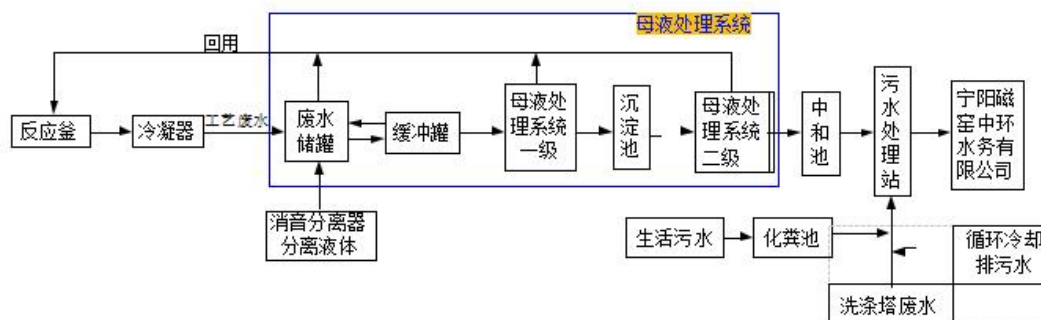 母液处理系统
回用
反应釜
冷凝器
工艺废水
废水
储罐
缓冲罐
母液处
理系统
一级
沉淀池
母液处
理系统
二级
中和池
污水处理站
宁阳磁
窑中环
水务有
限公司
消音分离器
分离液体
生活污水
化粪池
循环冷却
排污水
洗涤塔废水